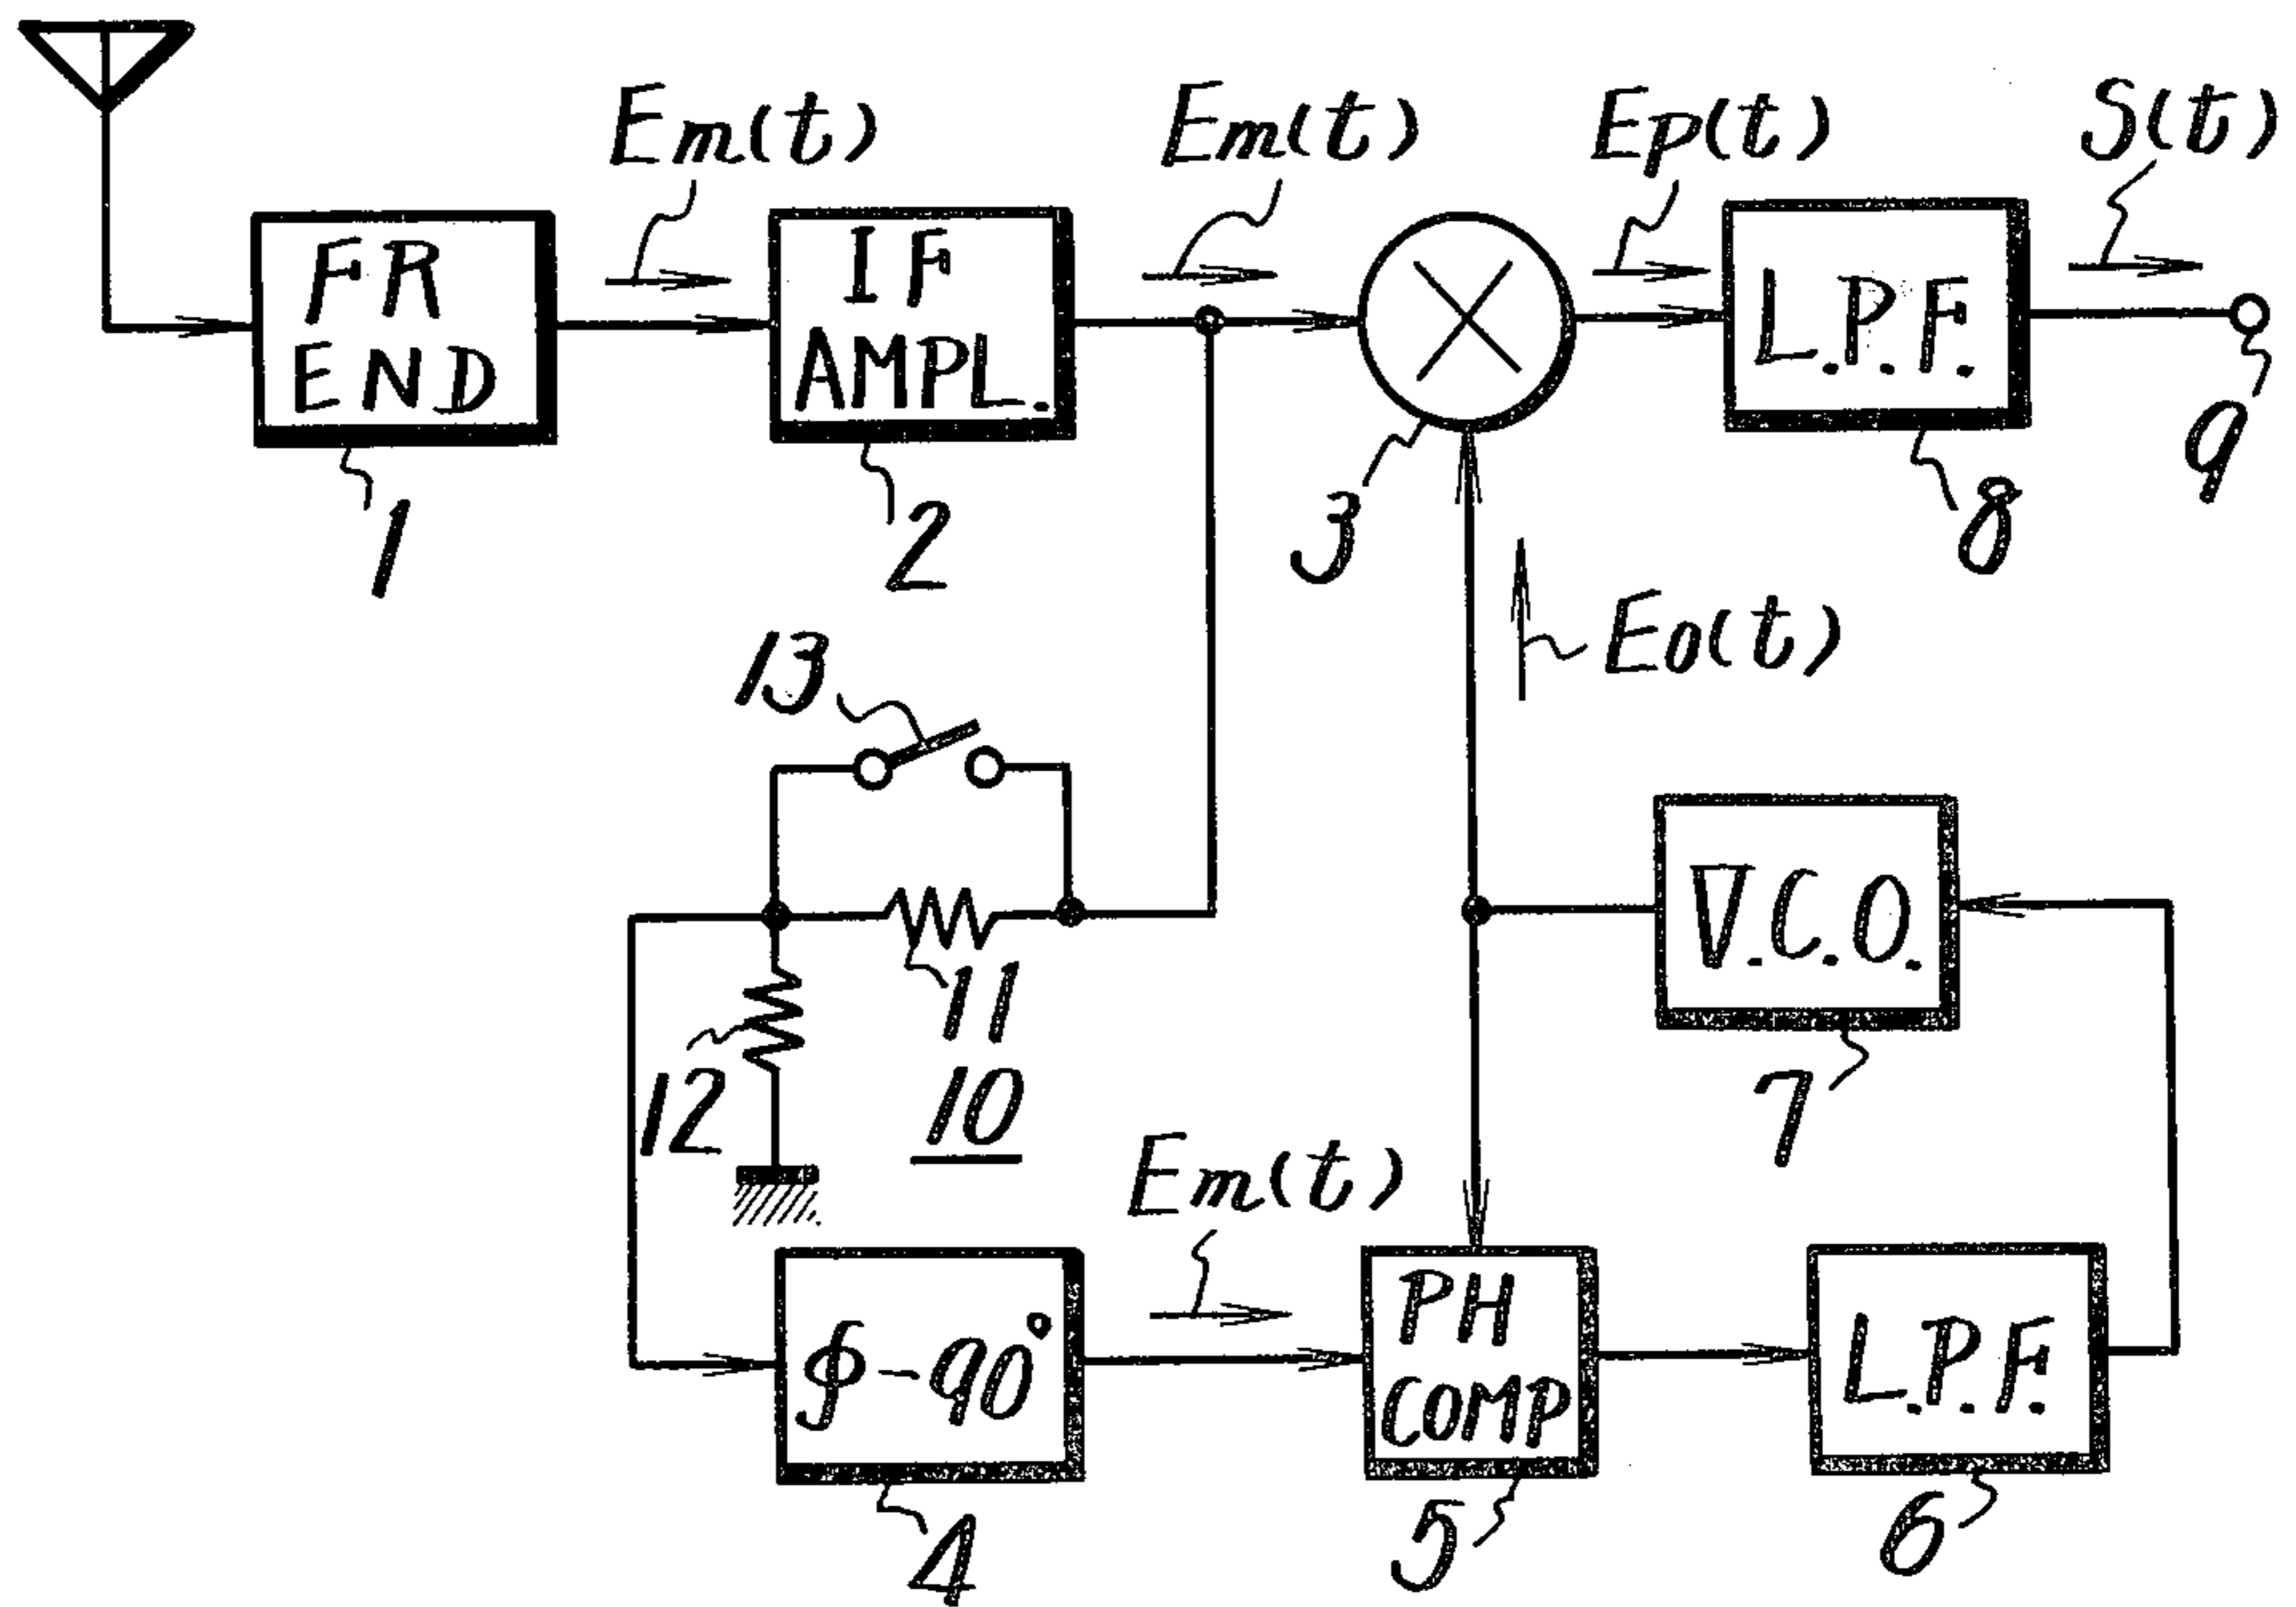 Em(t)
Em(t)
Ep(t)
S(t)
FR
END
IF
AMPL.
L.P.F.
1
2
3
8
9
Eo(t)
13
11
12
10
V.C.O.
7
Em(t)
ϕ-90°
PH
COMP
L.P.F.
4
5
6